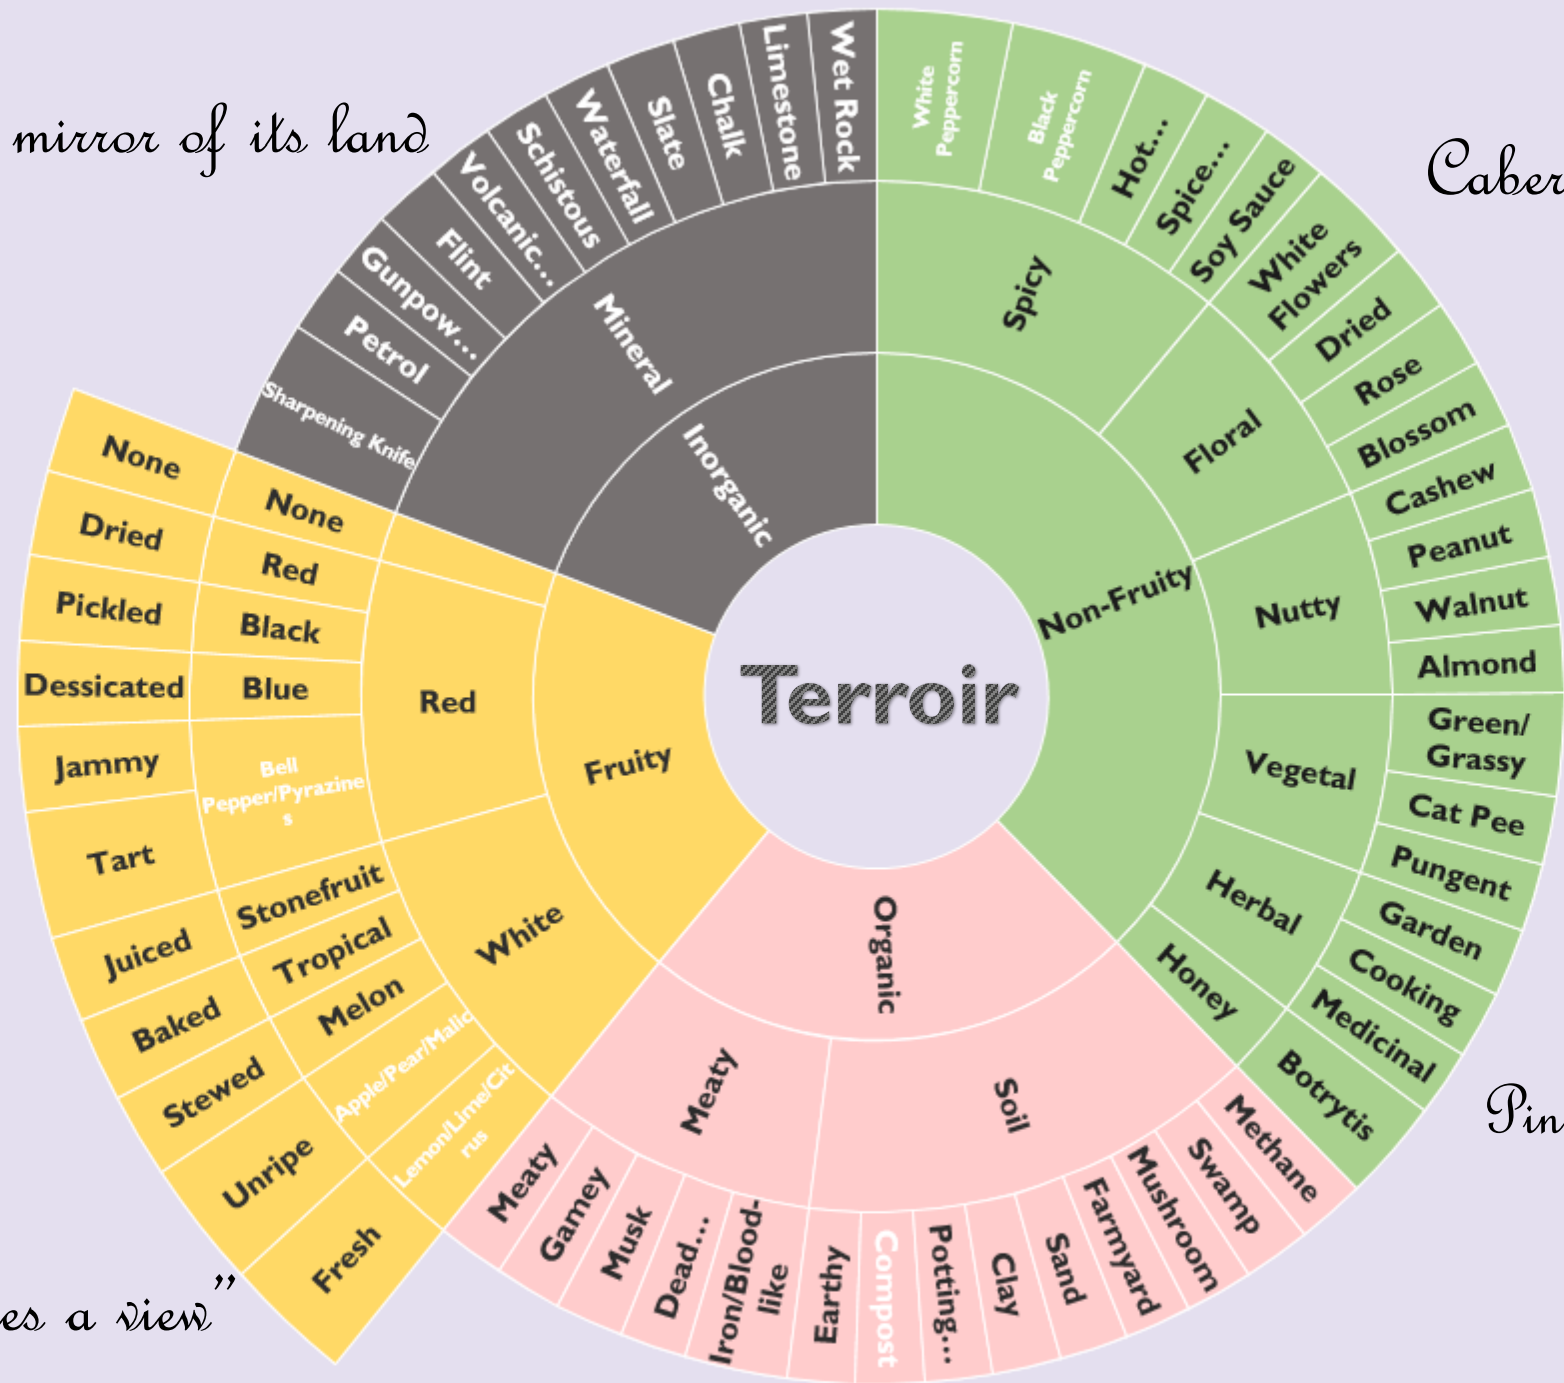 mirror of its land
Caber
Pin
es a view”
Terroir
Inorganic
Mineral
Sharpening Knife
Petrol
Gunpow...
Flint
Volcanic...
Schistous
Waterfall
Slate
Chalk
Limestone
Wet Rock
Non-Fruity
Spicy
White
Peppercorn
Black
Peppercorn
Hot...
Spice...
Soy Sauce
Floral
White
Flowers
Dried
Rose
Blossom
Nutty
Cashew
Peanut
Walnut
Almond
Vegetal
Green/
Grassy
Cat Pee
Pungent
Herbal
Garden
Cooking
Medicinal
Honey
Botrytis
Organic
Soil
Methane
Swamp
Mushroom
Farmyard
Sand
Clay
Potting...
Compost
Earthy
Meaty
Iron/Blood-
like
Dead...
Musk
Gamey
Meaty
Fruity
White
Lemon/Lime/Cit
rus
Apple/Pear/Malic
Melon
Tropical
Stonefruit
Red
Bell
Pepper/Pyrazine
s
Blue
Black
Red
None
Fresh
Unripe
Stewed
Baked
Juiced
Tart
Jammy
Dessicated
Pickled
Dried
None